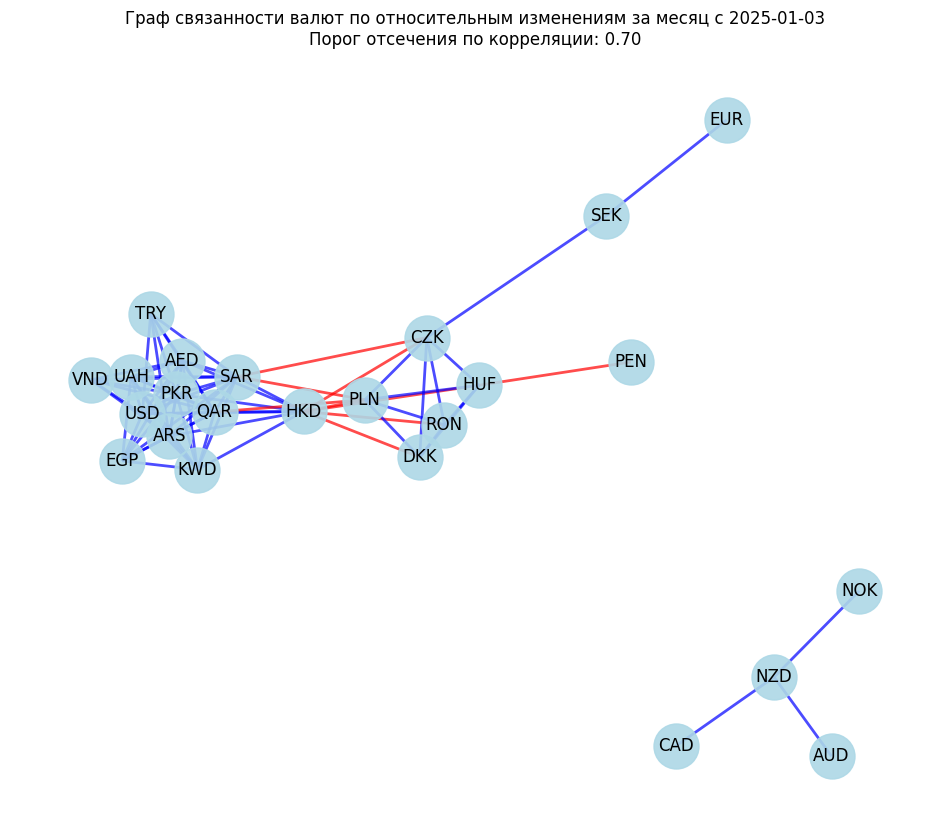 Граф связанности валют по относительным изменениям за месяц с 2025-01-03
Порог отсечения по корреляции: 0.70
EUR
SEK
TRY
CZK
AED
PEN
UAH
SAR
VND
HUF
PKR
PLN
USD
QAR
HKD
RON
ARS
DKK
EGP
KWD
NOK
NZD
CAD
AUD